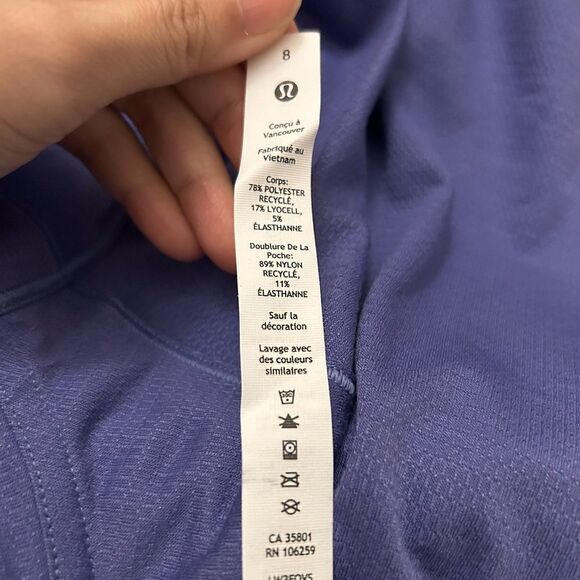 8
Conçu à
Vancouver
Fabriqué au
Vietnam
Corps:
78% POLYESTER
RECYCLÉ,
17% LYOCELL,
5%
ÉLASTHANNE
Doublure De La
Poche:
89% NYLON
RECYCLÉ,
11%
ÉLASTHANNE
Sauf la
décoration
Lavage avec
des couleurs
similaires
CA 35801
RN 106259